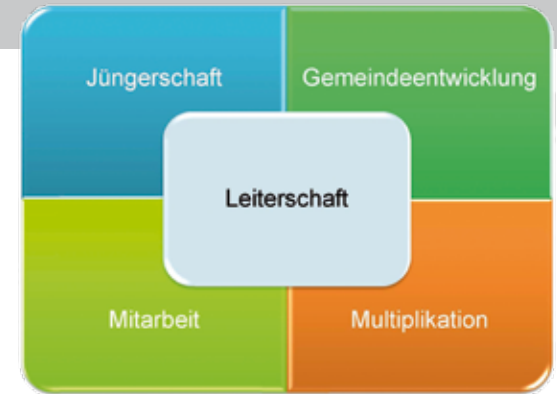 Jüngerschaft
Gemeindeentwicklung
Leiterschaft
Mitarbeit
Multiplikation